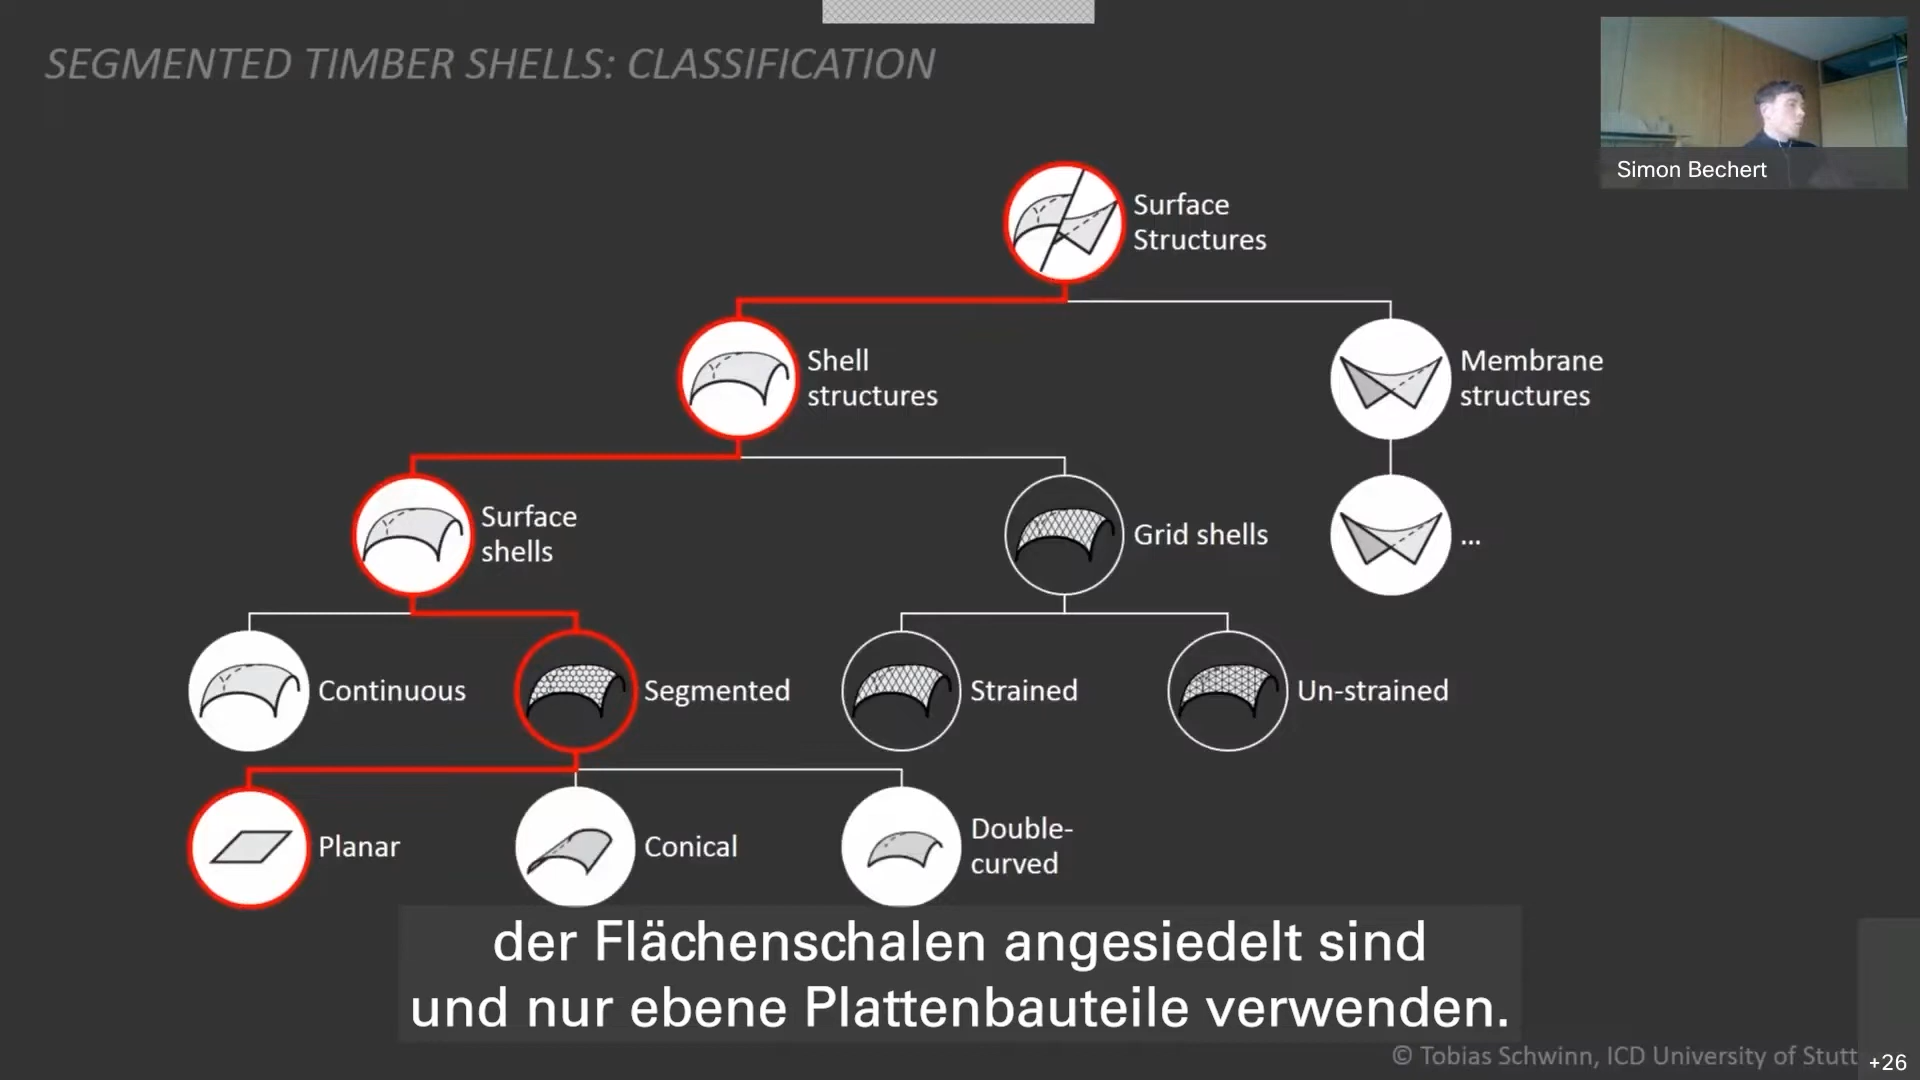 SEGMENTED TIMBER SHELLS: CLASSIFICATION
Simon Bechert
Surface
Structures
Shell
structures
Membrane
structures
Surface
shells
Grid shells
...
Continuous
Segmented
Strained
Un-strained
Planar
Conical
Double-
curved
der Flächenschalen angesiedelt sind
und nur ebene Plattenbauteile verwenden.
© Tobias Schwinn, ICD University of Stutt
+26